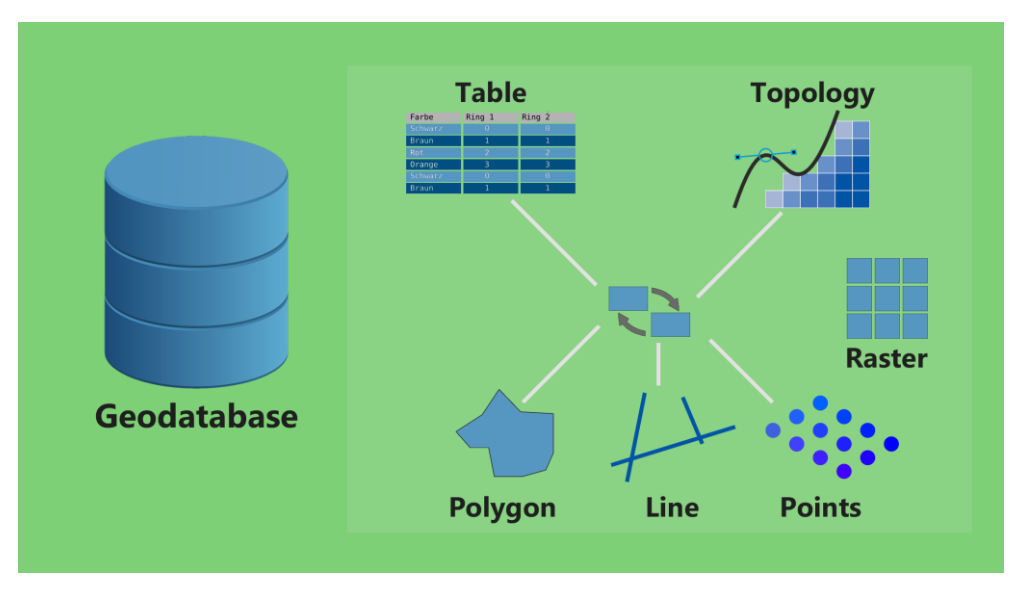 Table
Topology
Farbe Ring 1 Ring 2
Schwarz 0 0
Braun 1 1
Rot 2 2
Orange 3 3
Schwarz 0 0
Braun 1 1
Raster
Geodatabase
Polygon
Line
Points